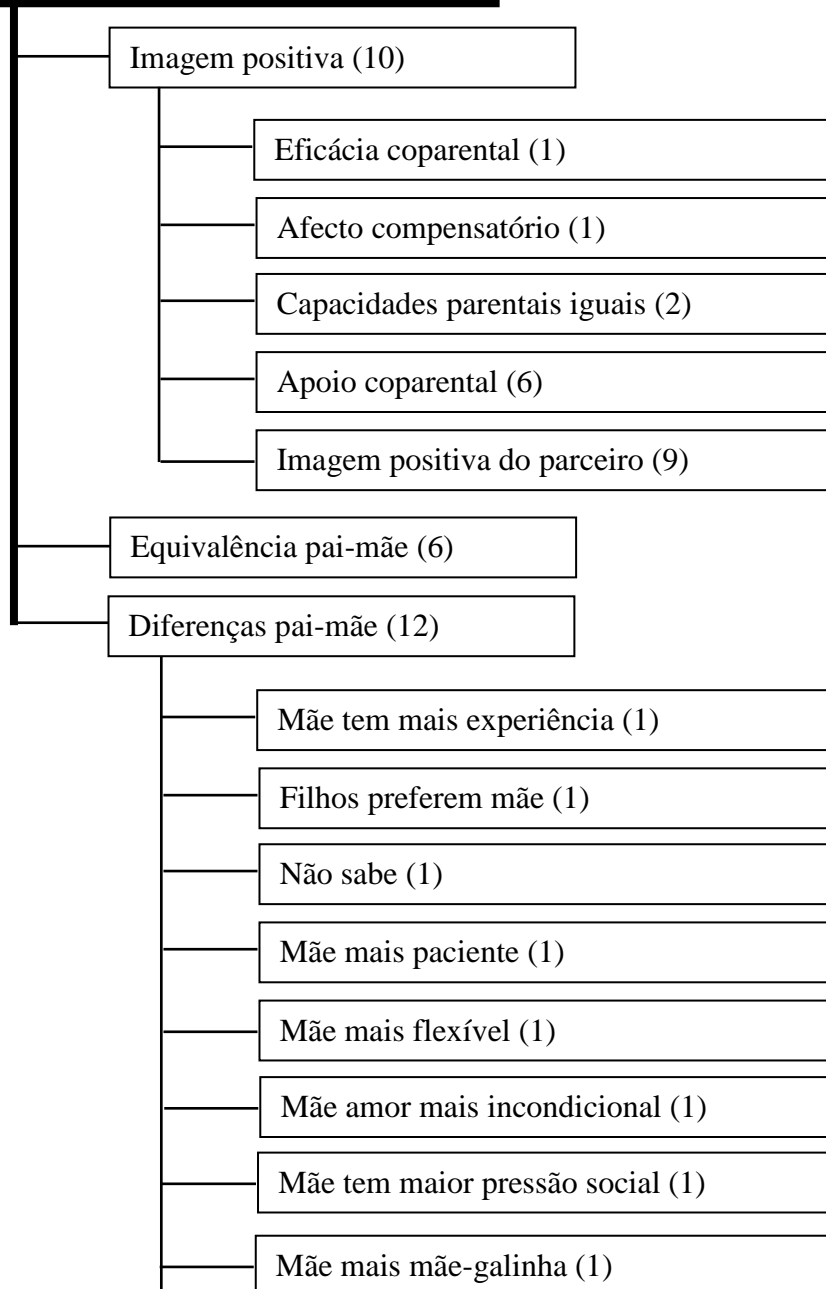 Imagem positiva (10)
Eficácia coparental (1)
Afecto compensatório (1)
Capacidades parentais iguais (2)
Apoio coparental (6)
Imagem positiva do parceiro (9)
Equivalência pai-mãe (6)
Diferenças pai-mãe (12)
Mãe tem mais experiência (1)
Filhos preferem mãe (1)
Não sabe (1)
Mãe mais paciente (1)
Mãe mais flexível (1)
Mãe amor mais incondicional (1)
Mãe tem maior pressão social (1)
Mãe mais mãe-galinha (1)